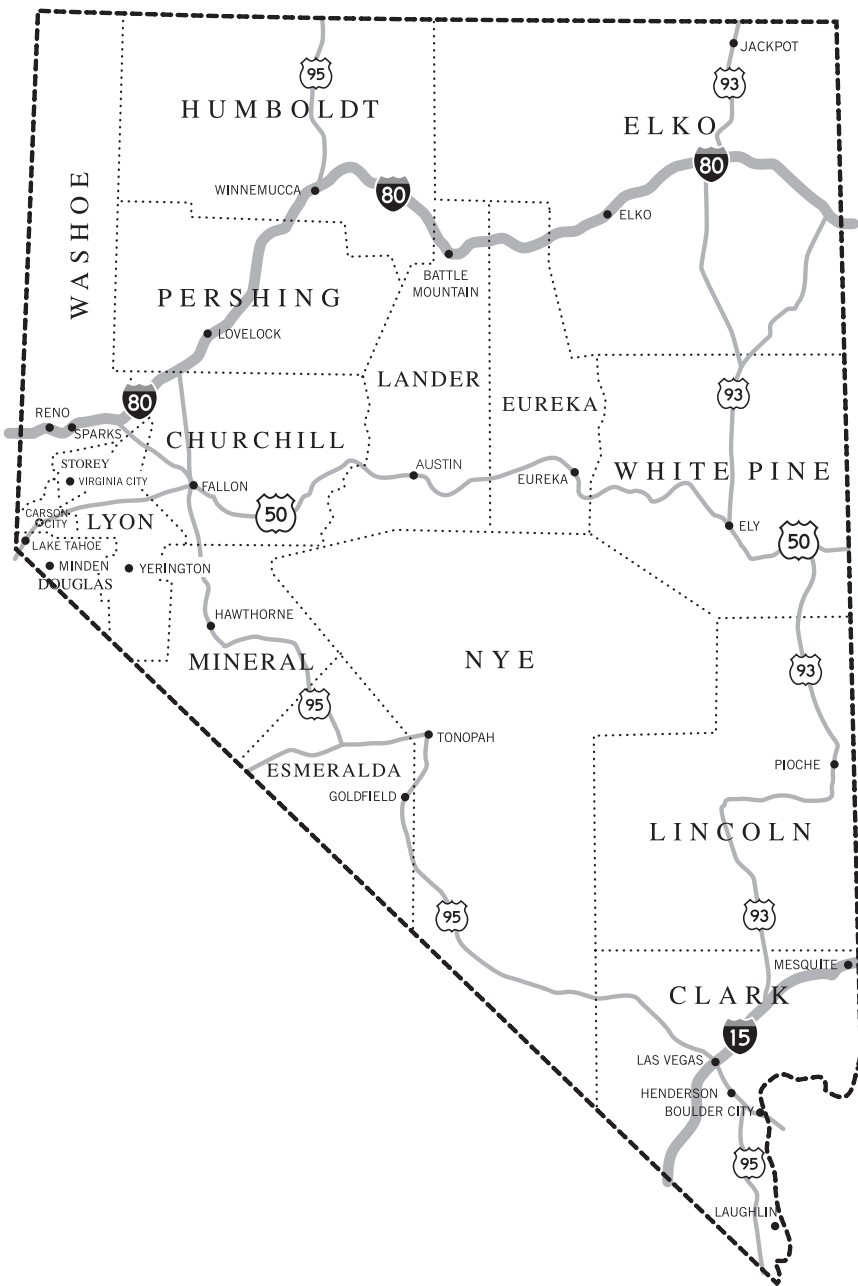 JACKPOT
95
93
HUMBOLDT
ELKO
80
WINNEMUCCA
80
WASHOE
ELKO
BATTLE
MOUNTAIN
PERSHING
LOVELOCK
LANDER
80
93
EUREKA
RENO
SPARKS
CHURCHILL
STOREY
VIRGINIA CITY
FALLON
AUSTIN
EUREKA
WHITE PINE
CARSON
CITY
LYON
50
ELY
50
LAKE TAHOE
MINDEN
DOUGLAS
YERINGTON
HAWTHORNE
MINERAL
NYE
93
95
TONOPAH
ESMERALDA
GOLDFIELD
PIOCHE
LINCOLN
95
93
MESQUITE
CLARK
15
LAS VEGAS
HENDERSON
BOULDER CITY
95
LAUGHLIN